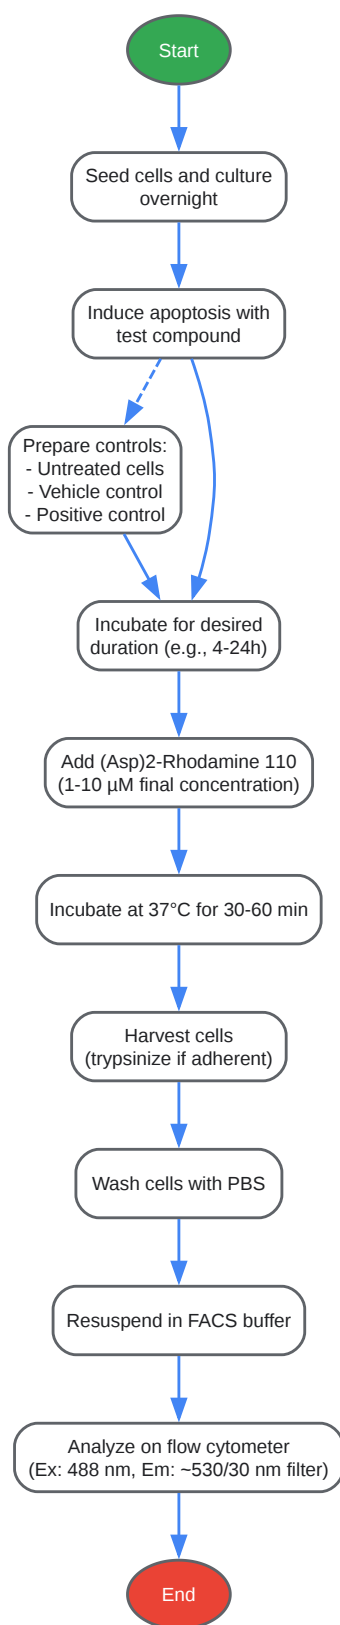 Start
Seed cells and culture
overnight
Induce apoptosis with
test compound
Prepare controls:
- Untreated cells
- Vehicle control
- Positive control
Incubate for desired
duration (e.g., 4-24h)
Add (Asp)2-Rhodamine 110
(1-10 µM final concentration)
Incubate at 37°C for 30-60 min
Harvest cells
(trypsinize if adherent)
Wash cells with PBS
Resuspend in FACS buffer
Analyze on flow cytometer
(Ex: 488 nm, Em: ~530/30 nm filter)
End